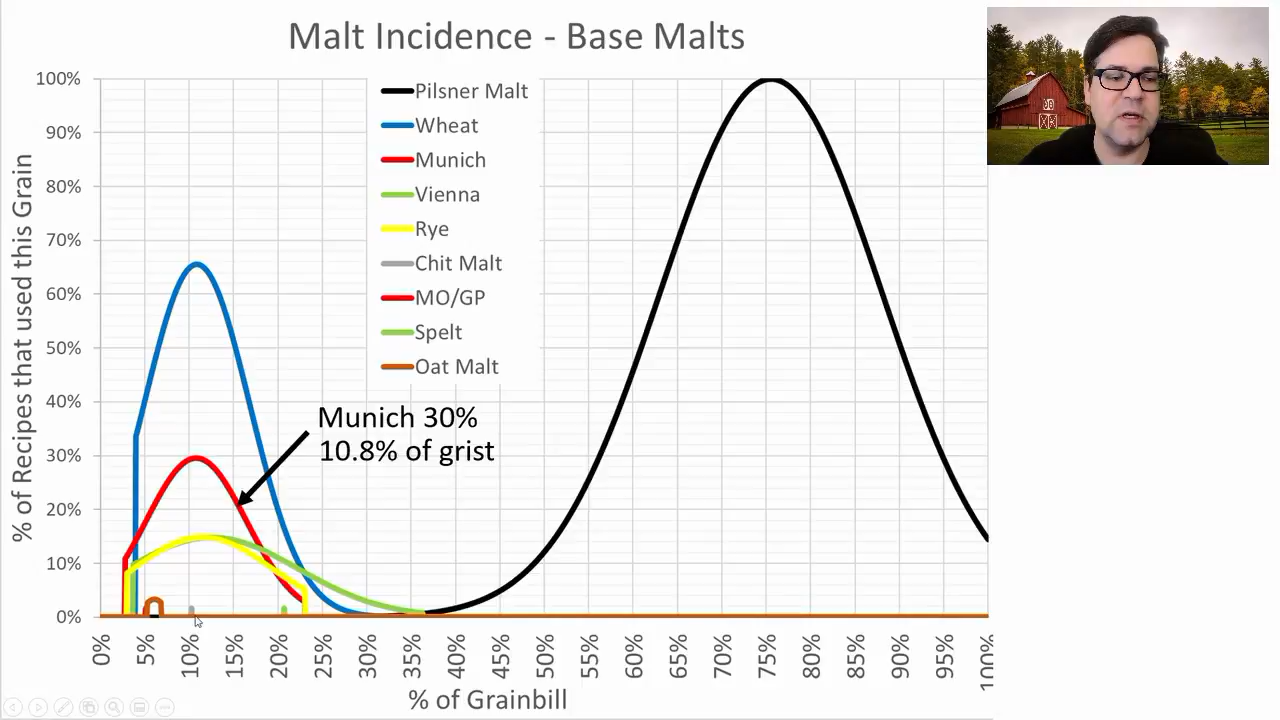 Malt Incidence - Base Malts
% of Recipes that used this Grain
100%
90%
80%
70%
60%
50%
40%
30%
20%
10%
0%
Pilsner Malt
Wheat
Munich
Vienna
Rye
Chit Malt
MO/GP
Spelt
Oat Malt
Munich 30%
10.8% of grist
0%
5%
10%
15%
20%
25%
30%
35%
40%
45%
50%
55%
60%
65%
70%
75%
80%
85%
90%
95%
100%
% of Grainbill